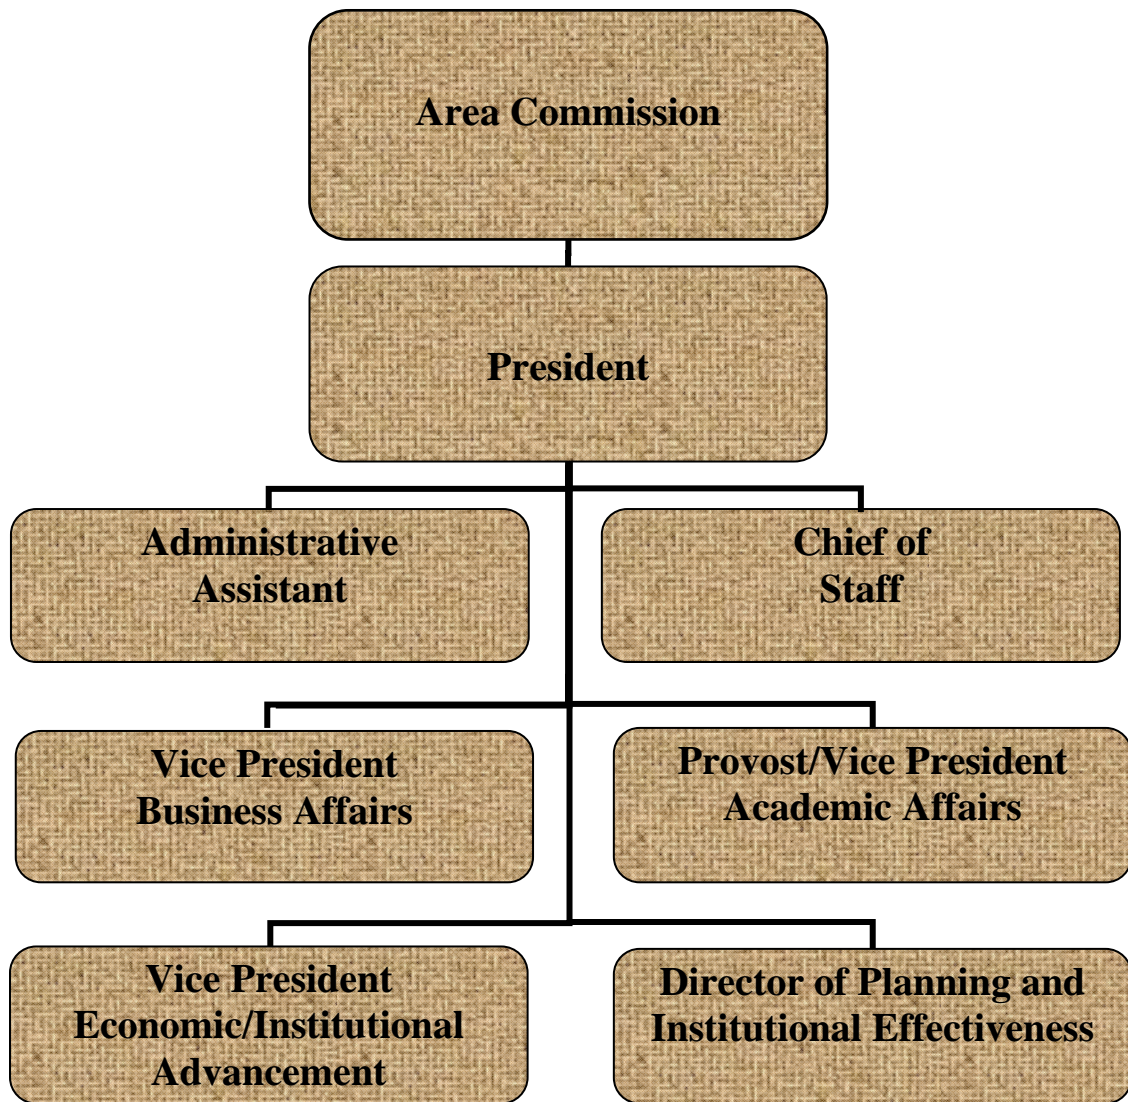 Area Commission
President
Administrative
Assistant
Chief of
Staff
Vice President
Business Affairs
Provost/Vice President
Academic Affairs
Vice President
Economic/Institutional
Advancement
Director of Planning and
Institutional Effectiveness